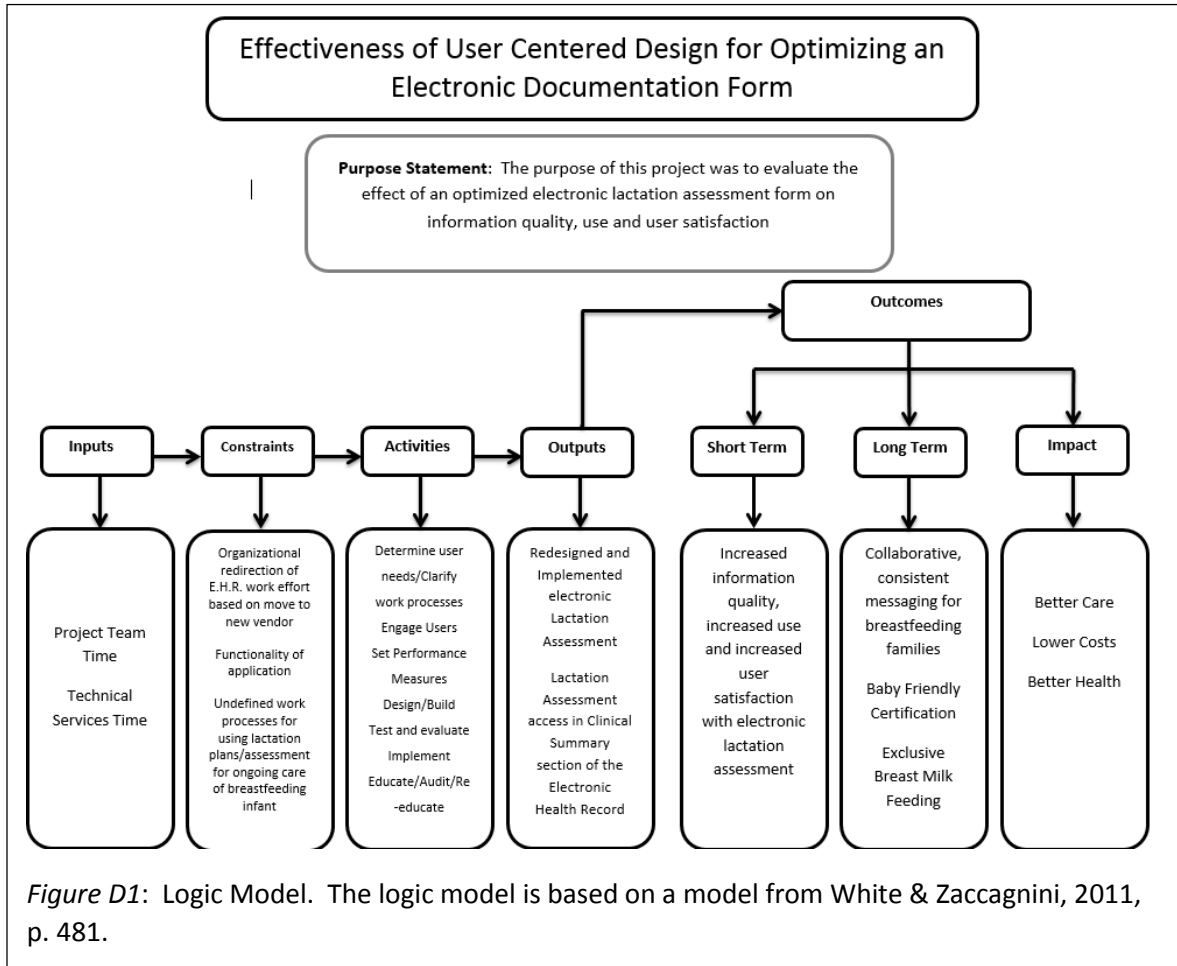 Effectiveness of User Centered Design for Optimizing an
Electronic Documentation Form
Purpose Statement: The purpose of this project was to evaluate the
effect of an optimized electronic lactation assessment form on
information quality, use and user satisfaction
Outcomes
Inputs
Constraints
Activities
Outputs
Short Term
Long Term
Impact
Project Team
Time
Technical
Services Time
Organizational
redirection of
E.H.R. work effort
based on move to
new vendor
Functionality of
application
Undefined work
processes for
using lactation
plans/assessment
for ongoing care
of breastfeeding
infant
Determine user
needs/Clarify
work processes
Engage Users
Set Performance
Measures
Design/Build
Test and evaluate
Implement
Educate/Audit/Re
-educate
Redesigned and
Implemented
electronic
Lactation
Assessment
Lactation
Assessment
access in Clinical
Summary
section of the
Electronic
Health Record
Increased
information
quality,
increased use
and increased
user
satisfaction
with electronic
lactation
assessment
Collaborative,
consistent
messaging for
breastfeeding
families
Baby Friendly
Certification
Exclusive
Breast Milk
Feeding
Better Care
Lower Costs
Better Health
Figure D1:  Logic Model.  The logic model is based on a model from White & Zaccagnini, 2011,
p. 481.